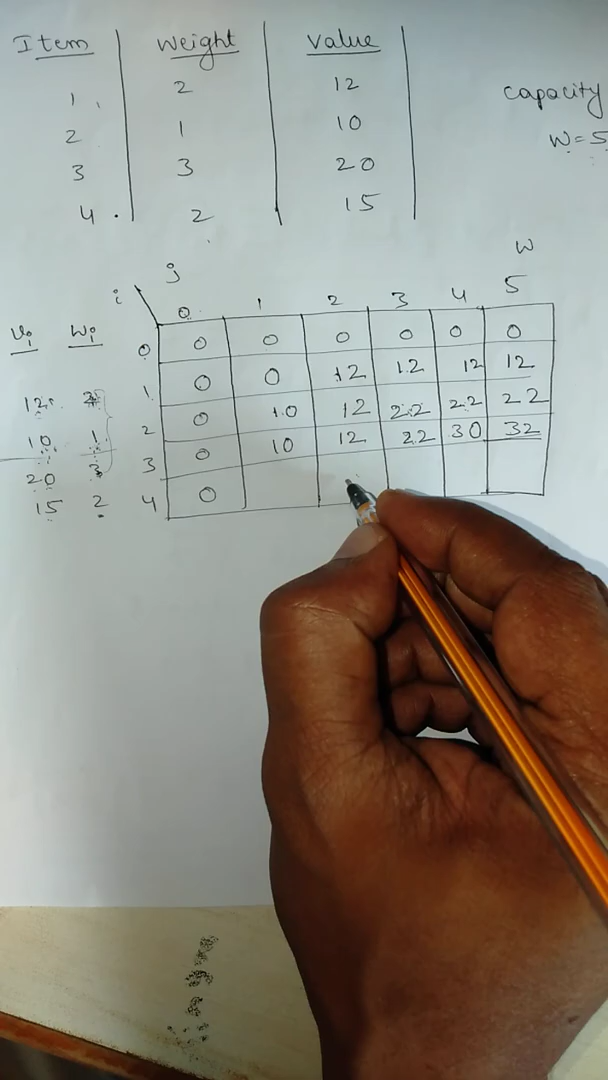 Item Weight Value
1 2 12
2 1 10
3 3 20
4 2 15
capacity
W=5
W
j
i 0 1 2 3 4 5
vi wi 0 0 0 0 0 0 0
12 2 1 0 0 12 12 12 12
10 1 2 0 10 12 22 22 22
20 3 3 0 10 12 22 30 32
15 2 4 0